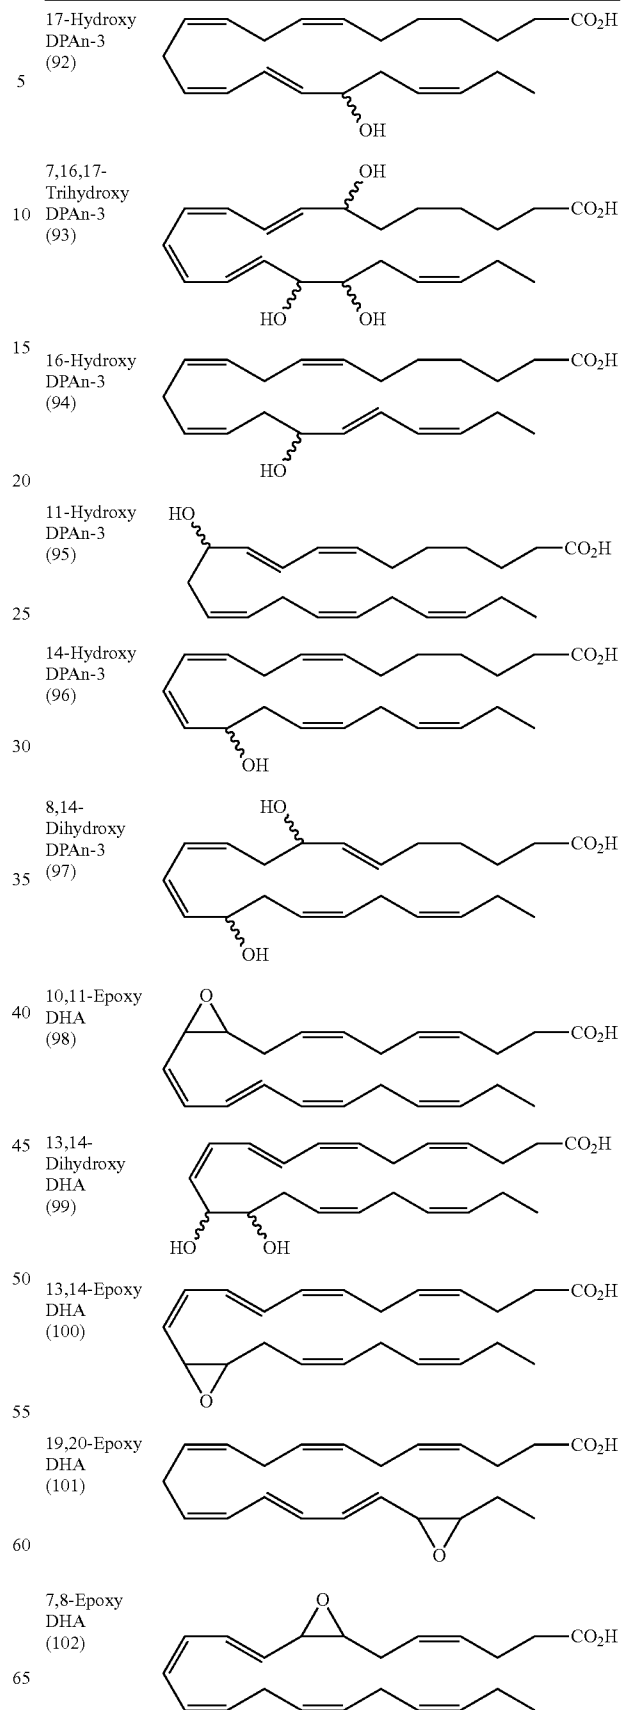 17-Hydroxy
DPAn-3
(92)
CO₂H
5
OH
7,16,17-
Trihydroxy
DPAn-3
(93)
OH
10
CO₂H
HO
OH
15
16-Hydroxy
DPAn-3
(94)
CO₂H
HO
20
11-Hydroxy
DPAn-3
(95)
HO
CO₂H
25
14-Hydroxy
DPAn-3
(96)
CO₂H
30
OH
8,14-
Dihydroxy
DPAn-3
(97)
HO
CO₂H
35
OH
10,11-Epoxy
DHA
(98)
O
40
CO₂H
45
13,14-
Dihydroxy
DHA
(99)
CO₂H
HO
OH
50
13,14-Epoxy
DHA
(100)
CO₂H
O
55
19,20-Epoxy
DHA
(101)
CO₂H
60
O
7,8-Epoxy
DHA
(102)
O
CO₂H
65